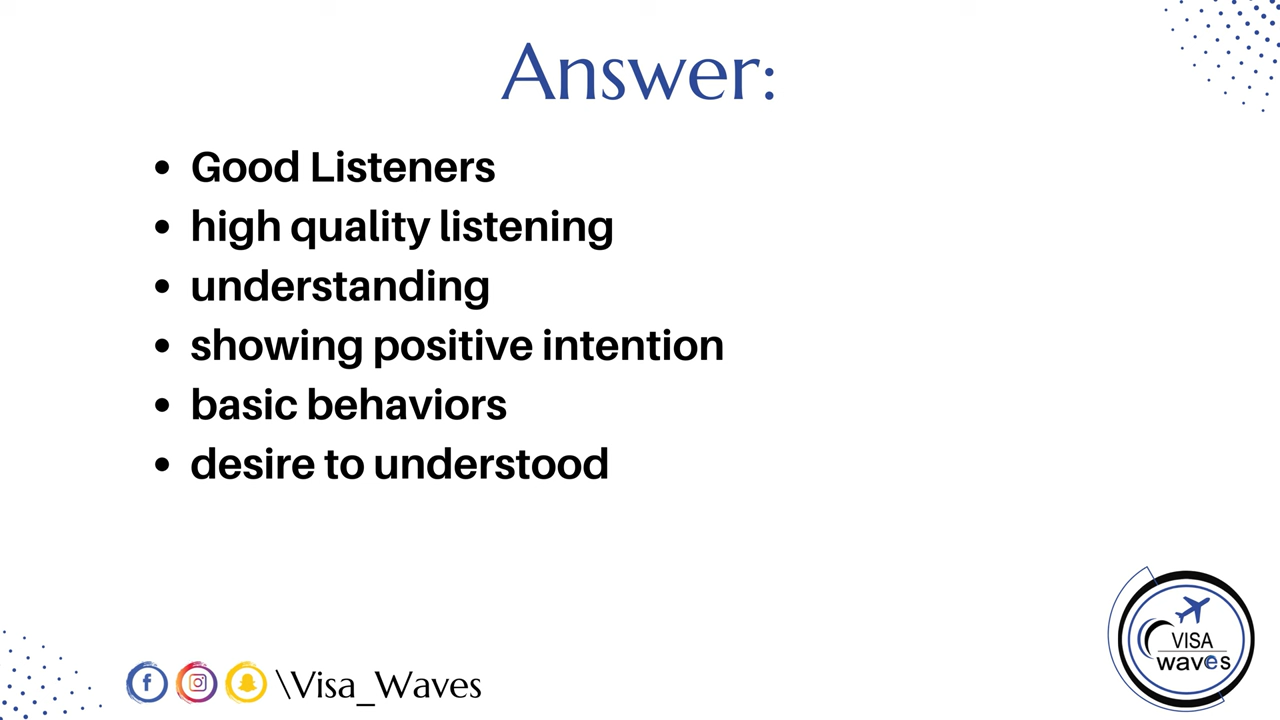 Answer:
• Good Listeners
• high quality listening
• understanding
• showing positive intention
• basic behaviors
• desire to understood
\Visa_Waves
VISA
waves